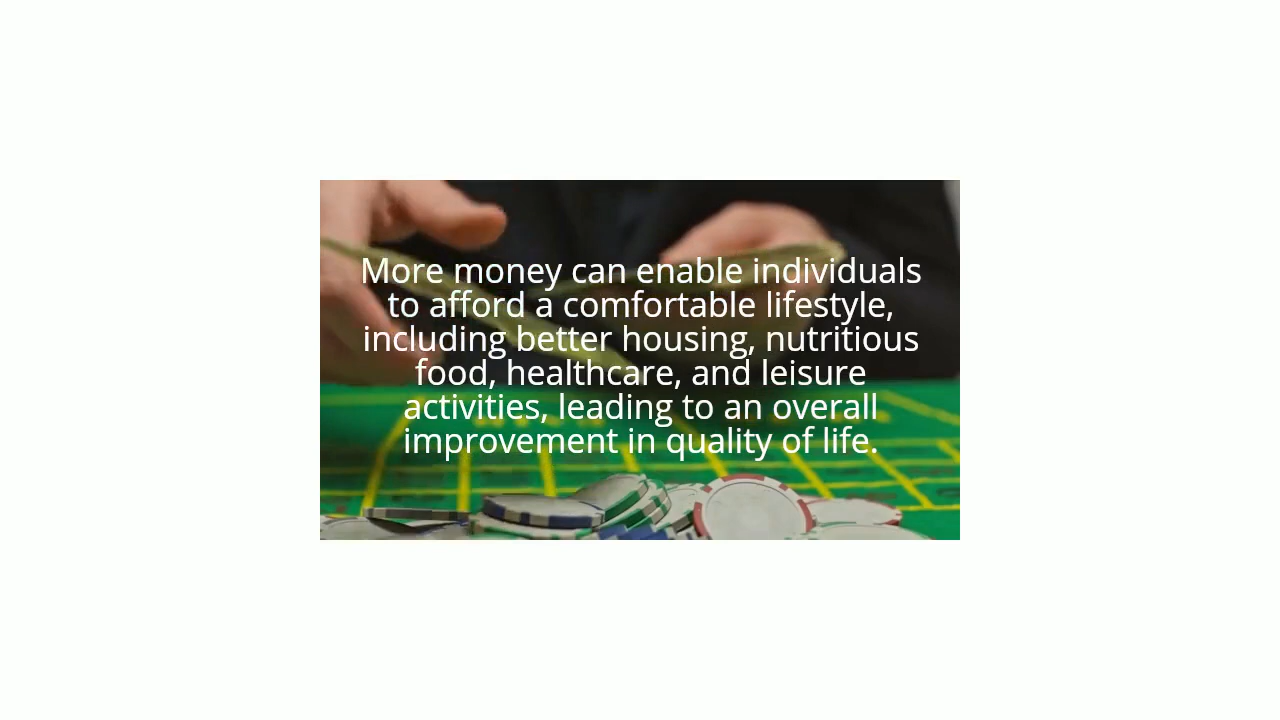 More money can enable individuals
to afford a comfortable lifestyle,
including better housing, nutritious
food, healthcare, and leisure
activities, leading to an overall
improvement in quality of life.